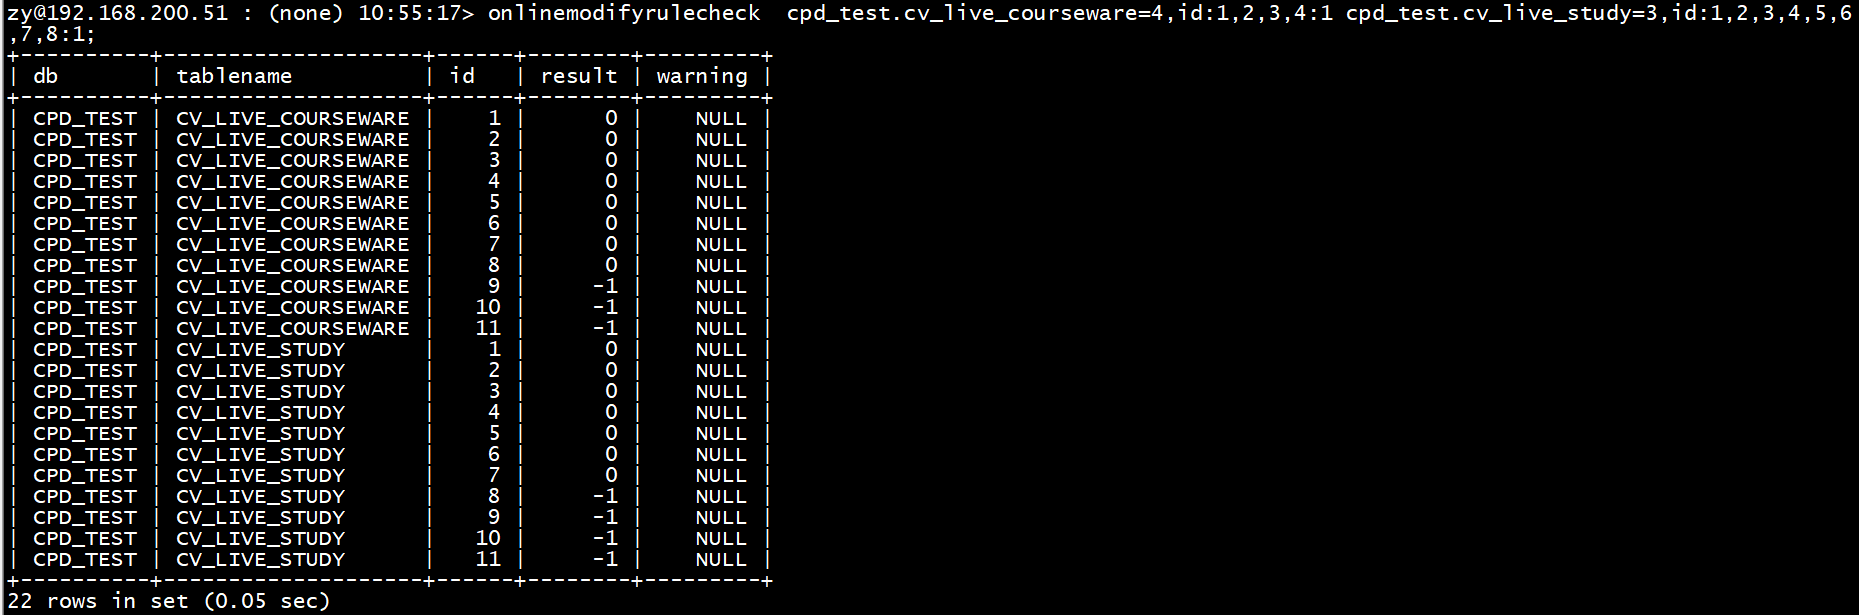 zy@192.168.200.51 : (none) 10:55:17> onlinemodifyrulecheck  cpd_test.cv_live_courseware=4,id:1,2,3,4:1 cpd_test.cv_live_study=3,id:1,2,3,4,5,6
,7,8:1;
+----------+--------------------+------+--------+---------+
| db       | tablename          | id   | result | warning |
+----------+--------------------+------+--------+---------+
| CPD_TEST | CV_LIVE_COURSEWARE |    1 |      0 |    NULL |
| CPD_TEST | CV_LIVE_COURSEWARE |    2 |      0 |    NULL |
| CPD_TEST | CV_LIVE_COURSEWARE |    3 |      0 |    NULL |
| CPD_TEST | CV_LIVE_COURSEWARE |    4 |      0 |    NULL |
| CPD_TEST | CV_LIVE_COURSEWARE |    5 |      0 |    NULL |
| CPD_TEST | CV_LIVE_COURSEWARE |    6 |      0 |    NULL |
| CPD_TEST | CV_LIVE_COURSEWARE |    7 |      0 |    NULL |
| CPD_TEST | CV_LIVE_COURSEWARE |    8 |      0 |    NULL |
| CPD_TEST | CV_LIVE_COURSEWARE |    9 |     -1 |    NULL |
| CPD_TEST | CV_LIVE_COURSEWARE |   10 |     -1 |    NULL |
| CPD_TEST | CV_LIVE_COURSEWARE |   11 |     -1 |    NULL |
| CPD_TEST | CV_LIVE_STUDY      |    1 |      0 |    NULL |
| CPD_TEST | CV_LIVE_STUDY      |    2 |      0 |    NULL |
| CPD_TEST | CV_LIVE_STUDY      |    3 |      0 |    NULL |
| CPD_TEST | CV_LIVE_STUDY      |    4 |      0 |    NULL |
| CPD_TEST | CV_LIVE_STUDY      |    5 |      0 |    NULL |
| CPD_TEST | CV_LIVE_STUDY      |    6 |      0 |    NULL |
| CPD_TEST | CV_LIVE_STUDY      |    7 |      0 |    NULL |
| CPD_TEST | CV_LIVE_STUDY      |    8 |     -1 |    NULL |
| CPD_TEST | CV_LIVE_STUDY      |    9 |     -1 |    NULL |
| CPD_TEST | CV_LIVE_STUDY      |   10 |     -1 |    NULL |
| CPD_TEST | CV_LIVE_STUDY      |   11 |     -1 |    NULL |
+----------+--------------------+------+--------+---------+
22 rows in set (0.05 sec)